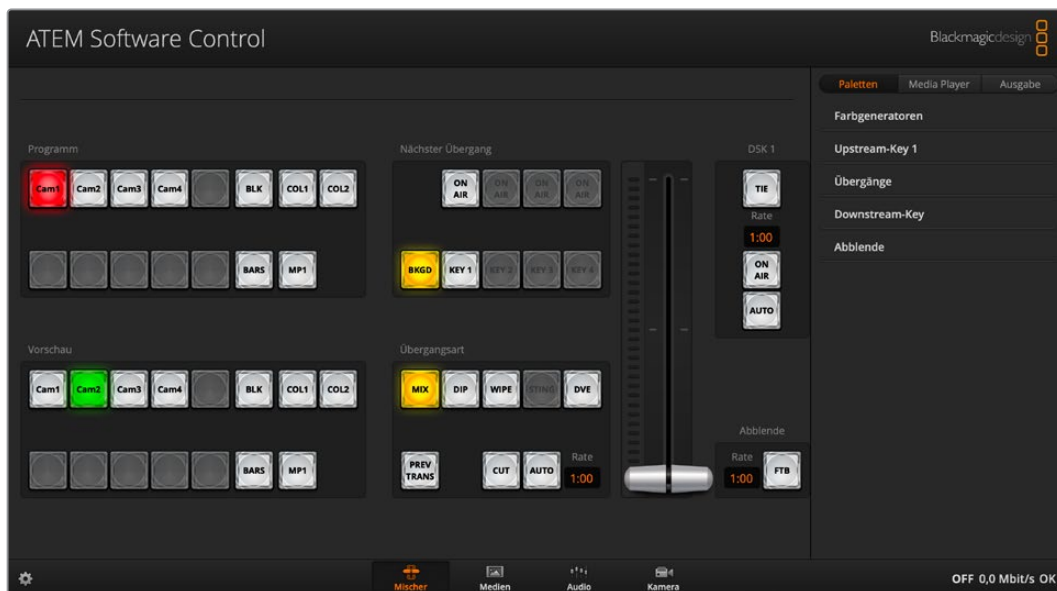 ATEM Software Control
Blackmagicdesign
Paletten Media Player Ausgabe
Farbgeneratoren
Upstream-Key 1
Übergänge
Downstream-Key
Abblende
Programm
Cam1 Cam2 Cam3 Cam4 BLK COL1 COL2
BARS MP1
Nächster Übergang
ON AIR ON AIR ON AIR ON AIR
BKGD KEY 1 KEY 2 KEY 3 KEY 4
DSK 1
TIE
Rate
1:00
ON AIR
AUTO
Vorschau
Cam1 Cam2 Cam3 Cam4 BLK COL1 COL2
BARS MP1
Übergangsart
MIX DIP WIPE STING DVE
PREV TRANS CUT AUTO Rate 1:00
Abblende
Rate
1:00 FTB
Mischer Medien Audio Kamera
OFF 0,0 Mbit/s OK